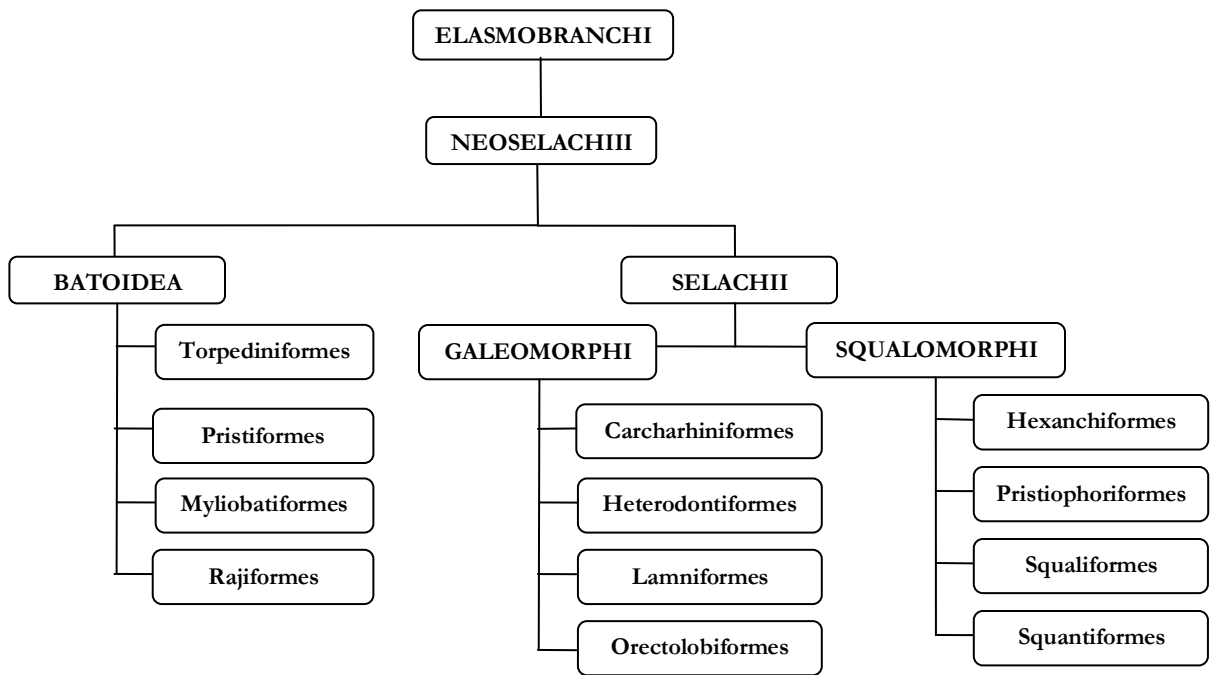 ELASMOBRANCHI
NEOSELACHIII
BATOIDEA
SELACHII
Torpediniformes
Pristiformes
Myliobatiformes
Rajiformes
GALEOMORPHI
SQUALOMORPHI
Carcharhiniformes
Heterodontiformes
Lamniformes
Orectolobiformes
Hexanchiformes
Pristiophoriformes
Squaliformes
Squantiformes